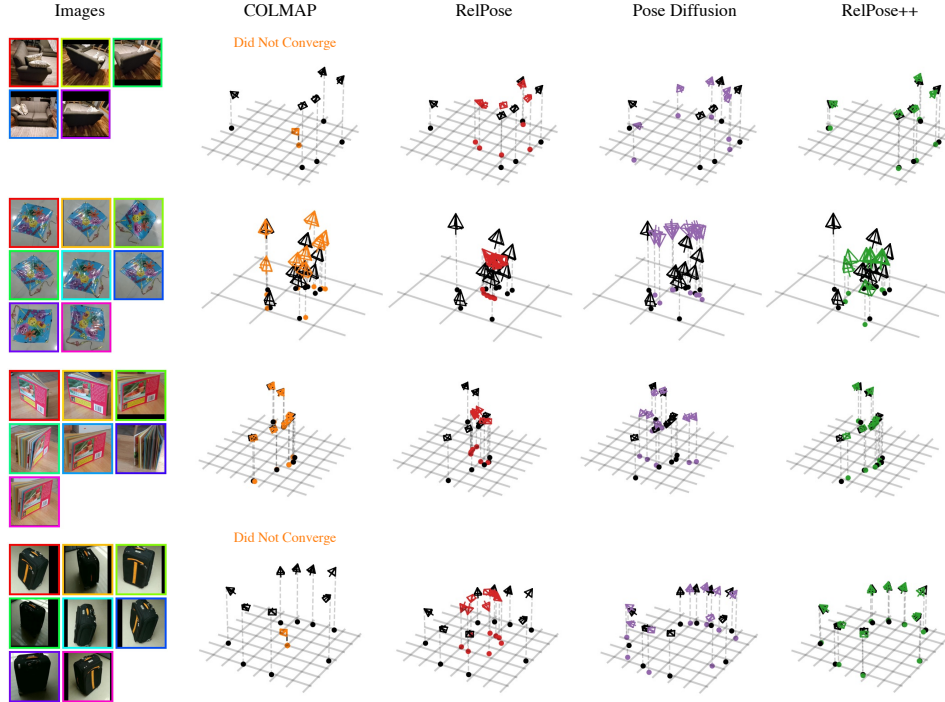 Images COLMAP RelPose Pose Diffusion RelPose++
Did Not Converge
Did Not Converge